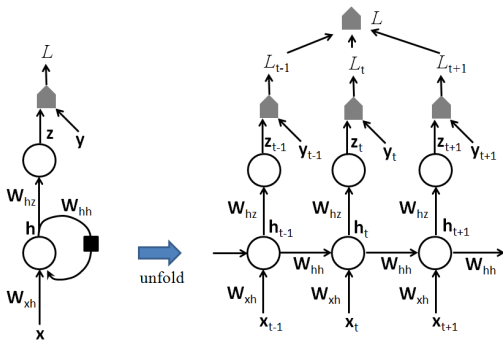 L
z
y
W_hz
h
W_hh
W_xh
x
unfold
L
L_t-1
L_t
L_t+1
z_t-1
y_t-1
z_t
y_t
z_t+1
y_t+1
W_hz
W_hz
W_hz
h_t-1
h_t
h_t+1
W_hh
W_hh
W_hh
W_xh
W_xh
W_xh
x_t-1
x_t
x_t+1